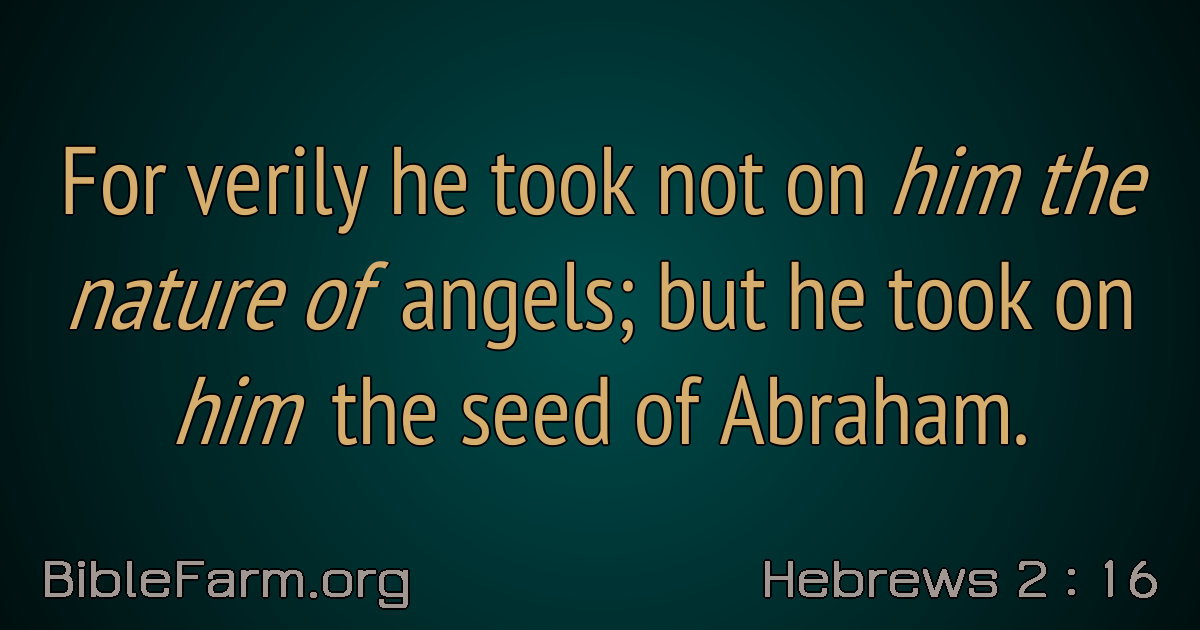 For verily he took not on him the
nature of angels; but he took on
him the seed of Abraham.
BibleFarm.org
Hebrews 2 : 16